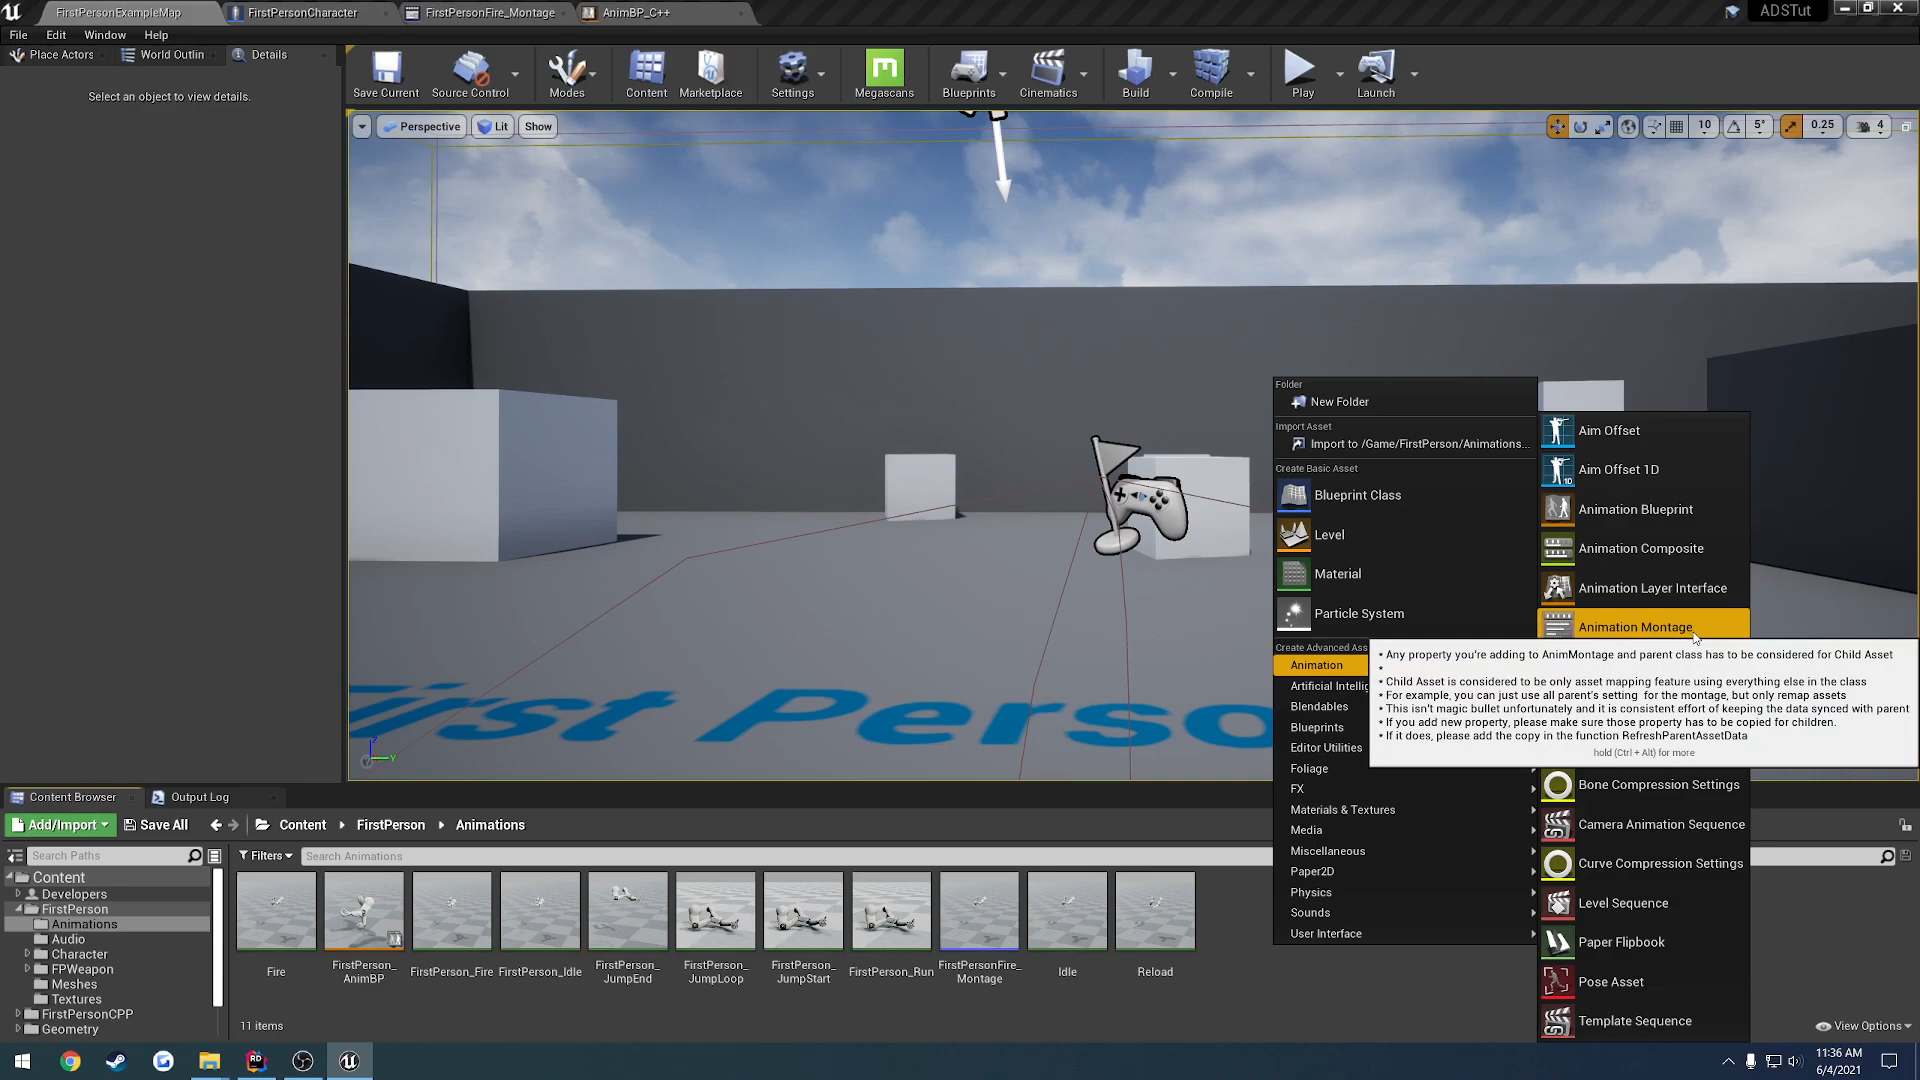 FirstPersonExampleMap
FirstPersonCharacter
FirstPersonFire_Montage
AnimBP_C++
ADSTut
File Edit Window Help
Place Actors
World Outlin
Details
Select an object to view details.
Save Current
Source Control
Modes
Content
Marketplace
Settings
Megascans
Blueprints
Cinematics
Build
Compile
Play
Launch
Perspective
Lit
Show
10
5°
0.25
4
First Perso
Folder
New Folder
Import Asset
Import to /Game/FirstPerson/Animations...
Create Basic Asset
Blueprint Class
Level
Material
Particle System
Create Advanced Ass
Animation
Artificial Intellig
Blendables
Blueprints
Editor Utilities
Foliage
FX
Materials & Textures
Media
Miscellaneous
Paper2D
Physics
Sounds
User Interface
Aim Offset
Aim Offset 1D
1D
Animation Blueprint
Animation Composite
Animation Layer Interface
Animation Montage
* Any property you're adding to AnimMontage and parent class has to be considered for Child Asset
*
* Child Asset is considered to be only asset mapping feature using everything else in the class
* For example, you can just use all parent's setting for the montage, but only remap assets
* This isn't magic bullet unfortunately and it is consistent effort of keeping the data synced with parent
* If you add new property, please make sure those property has to be copied for children.
* If it does, please add the copy in the function RefreshParentAssetData
hold (Ctrl + Alt) for more
Bone Compression Settings
Camera Animation Sequence
Curve Compression Settings
Level Sequence
Paper Flipbook
Pose Asset
Template Sequence
Z
Y
Content Browser
Output Log
Add/Import
Save All
Content
FirstPerson
Animations
Search Paths
Filters
Search Animations
Content
Developers
FirstPerson
Animations
Audio
Character
FPWeapon
Meshes
Textures
FirstPersonCPP
Geometry
Fire
FirstPerson_
AnimBP
FirstPerson_Fire
FirstPerson_Idle
FirstPerson_
JumpEnd
FirstPerson_
JumpLoop
FirstPerson_
JumpStart
FirstPerson_Run
FirstPersonFire_
Montage
Idle
Reload
11 items
View Options
RD
11:36 AM
6/4/2021